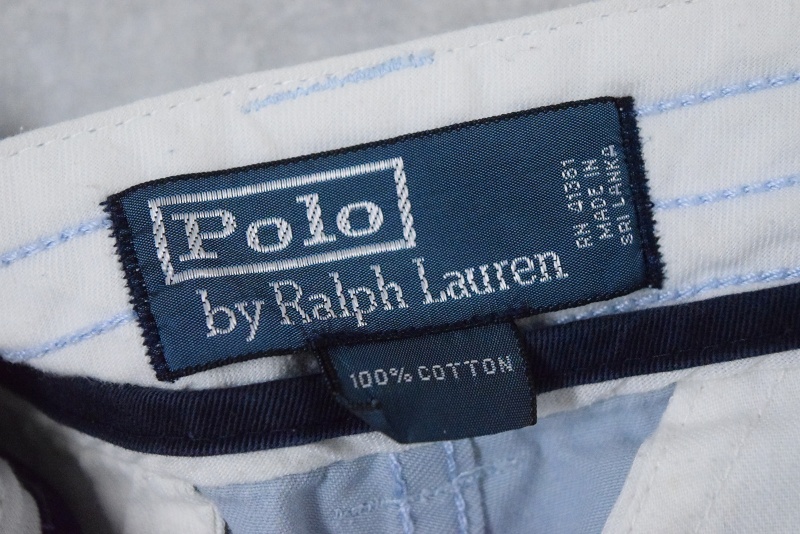 Polo
by Ralph Lauren
RN 41381
MADE IN
SRI LANKA
100% COTTON